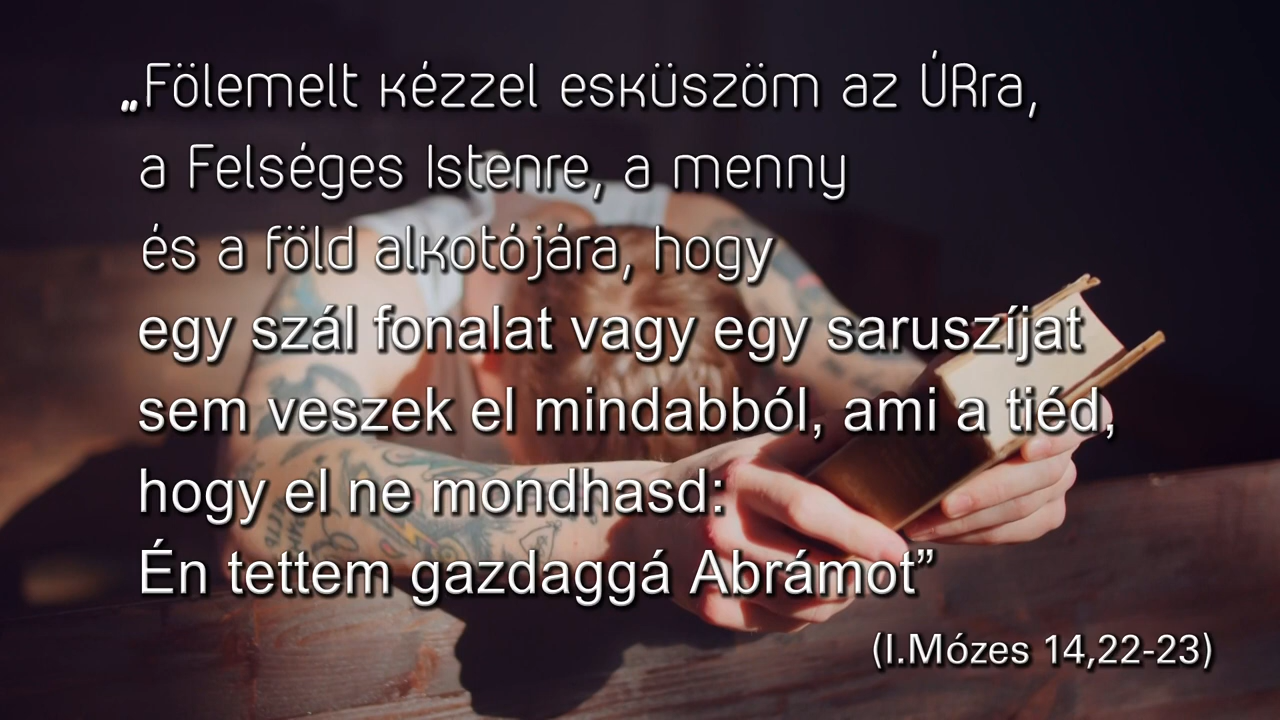 „Fölemelt kézzel esküszöm az ÚRra,
a Felséges Istenre, a menny
és a föld alkotójára, hogy
egy szál fonalat vagy egy saruszíjat
sem veszek el mindabból, ami a tiéd,
hogy el ne mondhasd:
Én tettem gazdaggá Abrámot”
(I.Mózes 14,22-23)